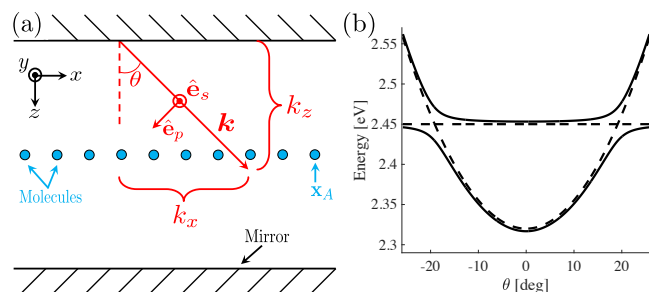 (a)
y
x
z
θ
ê_s
ê_p
k
k_z
Molecules
k_x
x_A
Mirror
(b)
Energy [eV]
2.55
2.5
2.45
2.4
2.35
2.3
-20 -10 0 10 20
θ [deg]